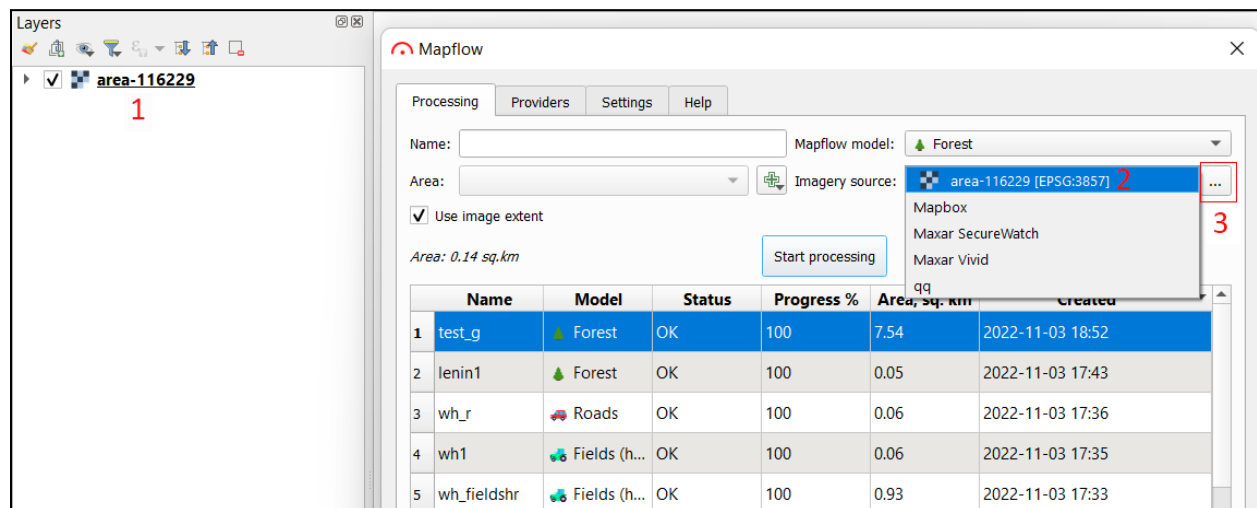 Layers
area-116229
1
Mapflow
Processing Providers Settings Help
Name: Mapflow model: Forest
Area: Imagery source: area-116229 [EPSG:3857] 2 ...
3
Mapbox
Use image extent
Maxar SecureWatch
Area: 0.14 sq.km Start processing Maxar Vivid
qq
Name Model Status Progress % Area, sq. km Created
1 test_g Forest OK 100 7.54 2022-11-03 18:52
2 lenin1 Forest OK 100 0.05 2022-11-03 17:43
3 wh_r Roads OK 100 0.06 2022-11-03 17:36
4 wh1 Fields (h... OK 100 0.06 2022-11-03 17:35
5 wh_fieldshr Fields (h... OK 100 0.93 2022-11-03 17:33